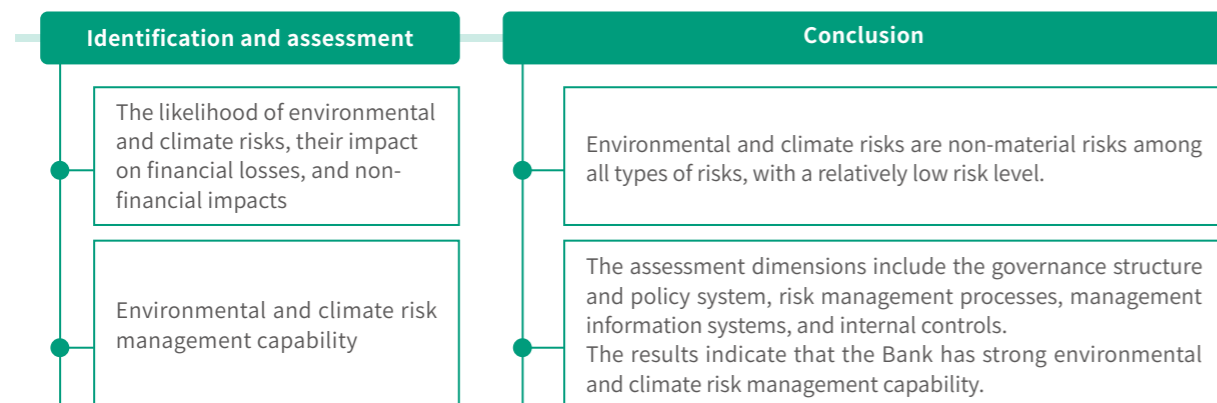 Identification and assessment
Conclusion
The likelihood of environmental
and climate risks, their impact
on financial losses, and non-
financial impacts
Environmental and climate risks are non-material risks among
all types of risks, with a relatively low risk level.
Environmental and climate risk
management capability
The assessment dimensions include the governance structure
and policy system, risk management processes, management
information systems, and internal controls.
The results indicate that the Bank has strong environmental
and climate risk management capability.